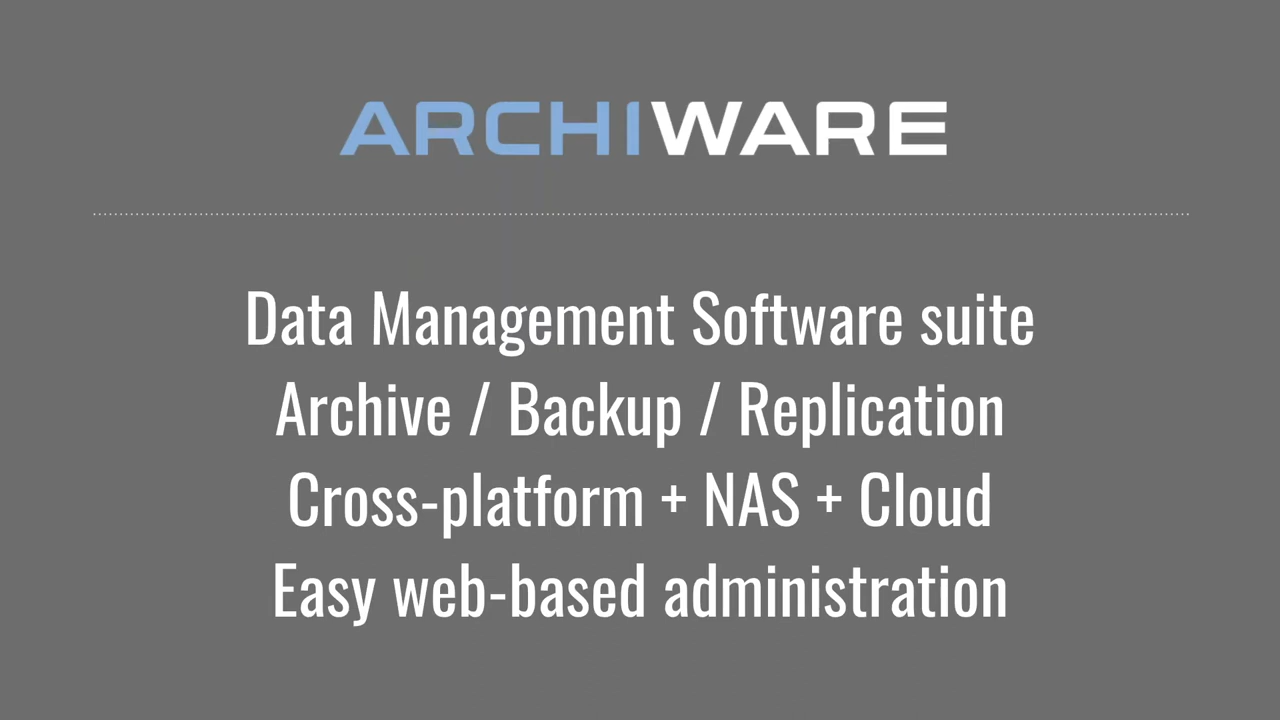 ARCHIWARE
Data Management Software suite
Archive / Backup / Replication
Cross-platform + NAS + Cloud
Easy web-based administration